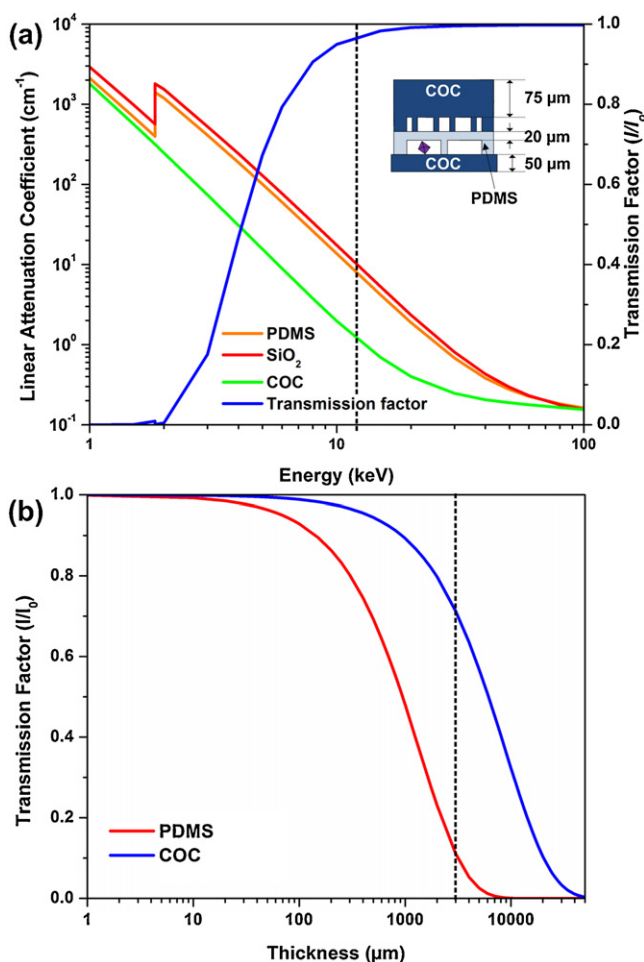 (a)
Linear Attenuation Coefficient (cm⁻¹)
10⁴
10³
10²
10¹
10⁰
10⁻¹
1
10
100
Energy (keV)
1.0
0.8
0.6
0.4
0.2
0.0
Transmission Factor (I/I₀)
COC
75 µm
20 µm
50 µm
COC
PDMS
PDMS
SiO₂
COC
Transmission factor
(b)
Transmission Factor (I/I₀)
1.0
0.8
0.6
0.4
0.2
0.0
PDMS
COC
1
10
100
1000
10000
Thickness (µm)